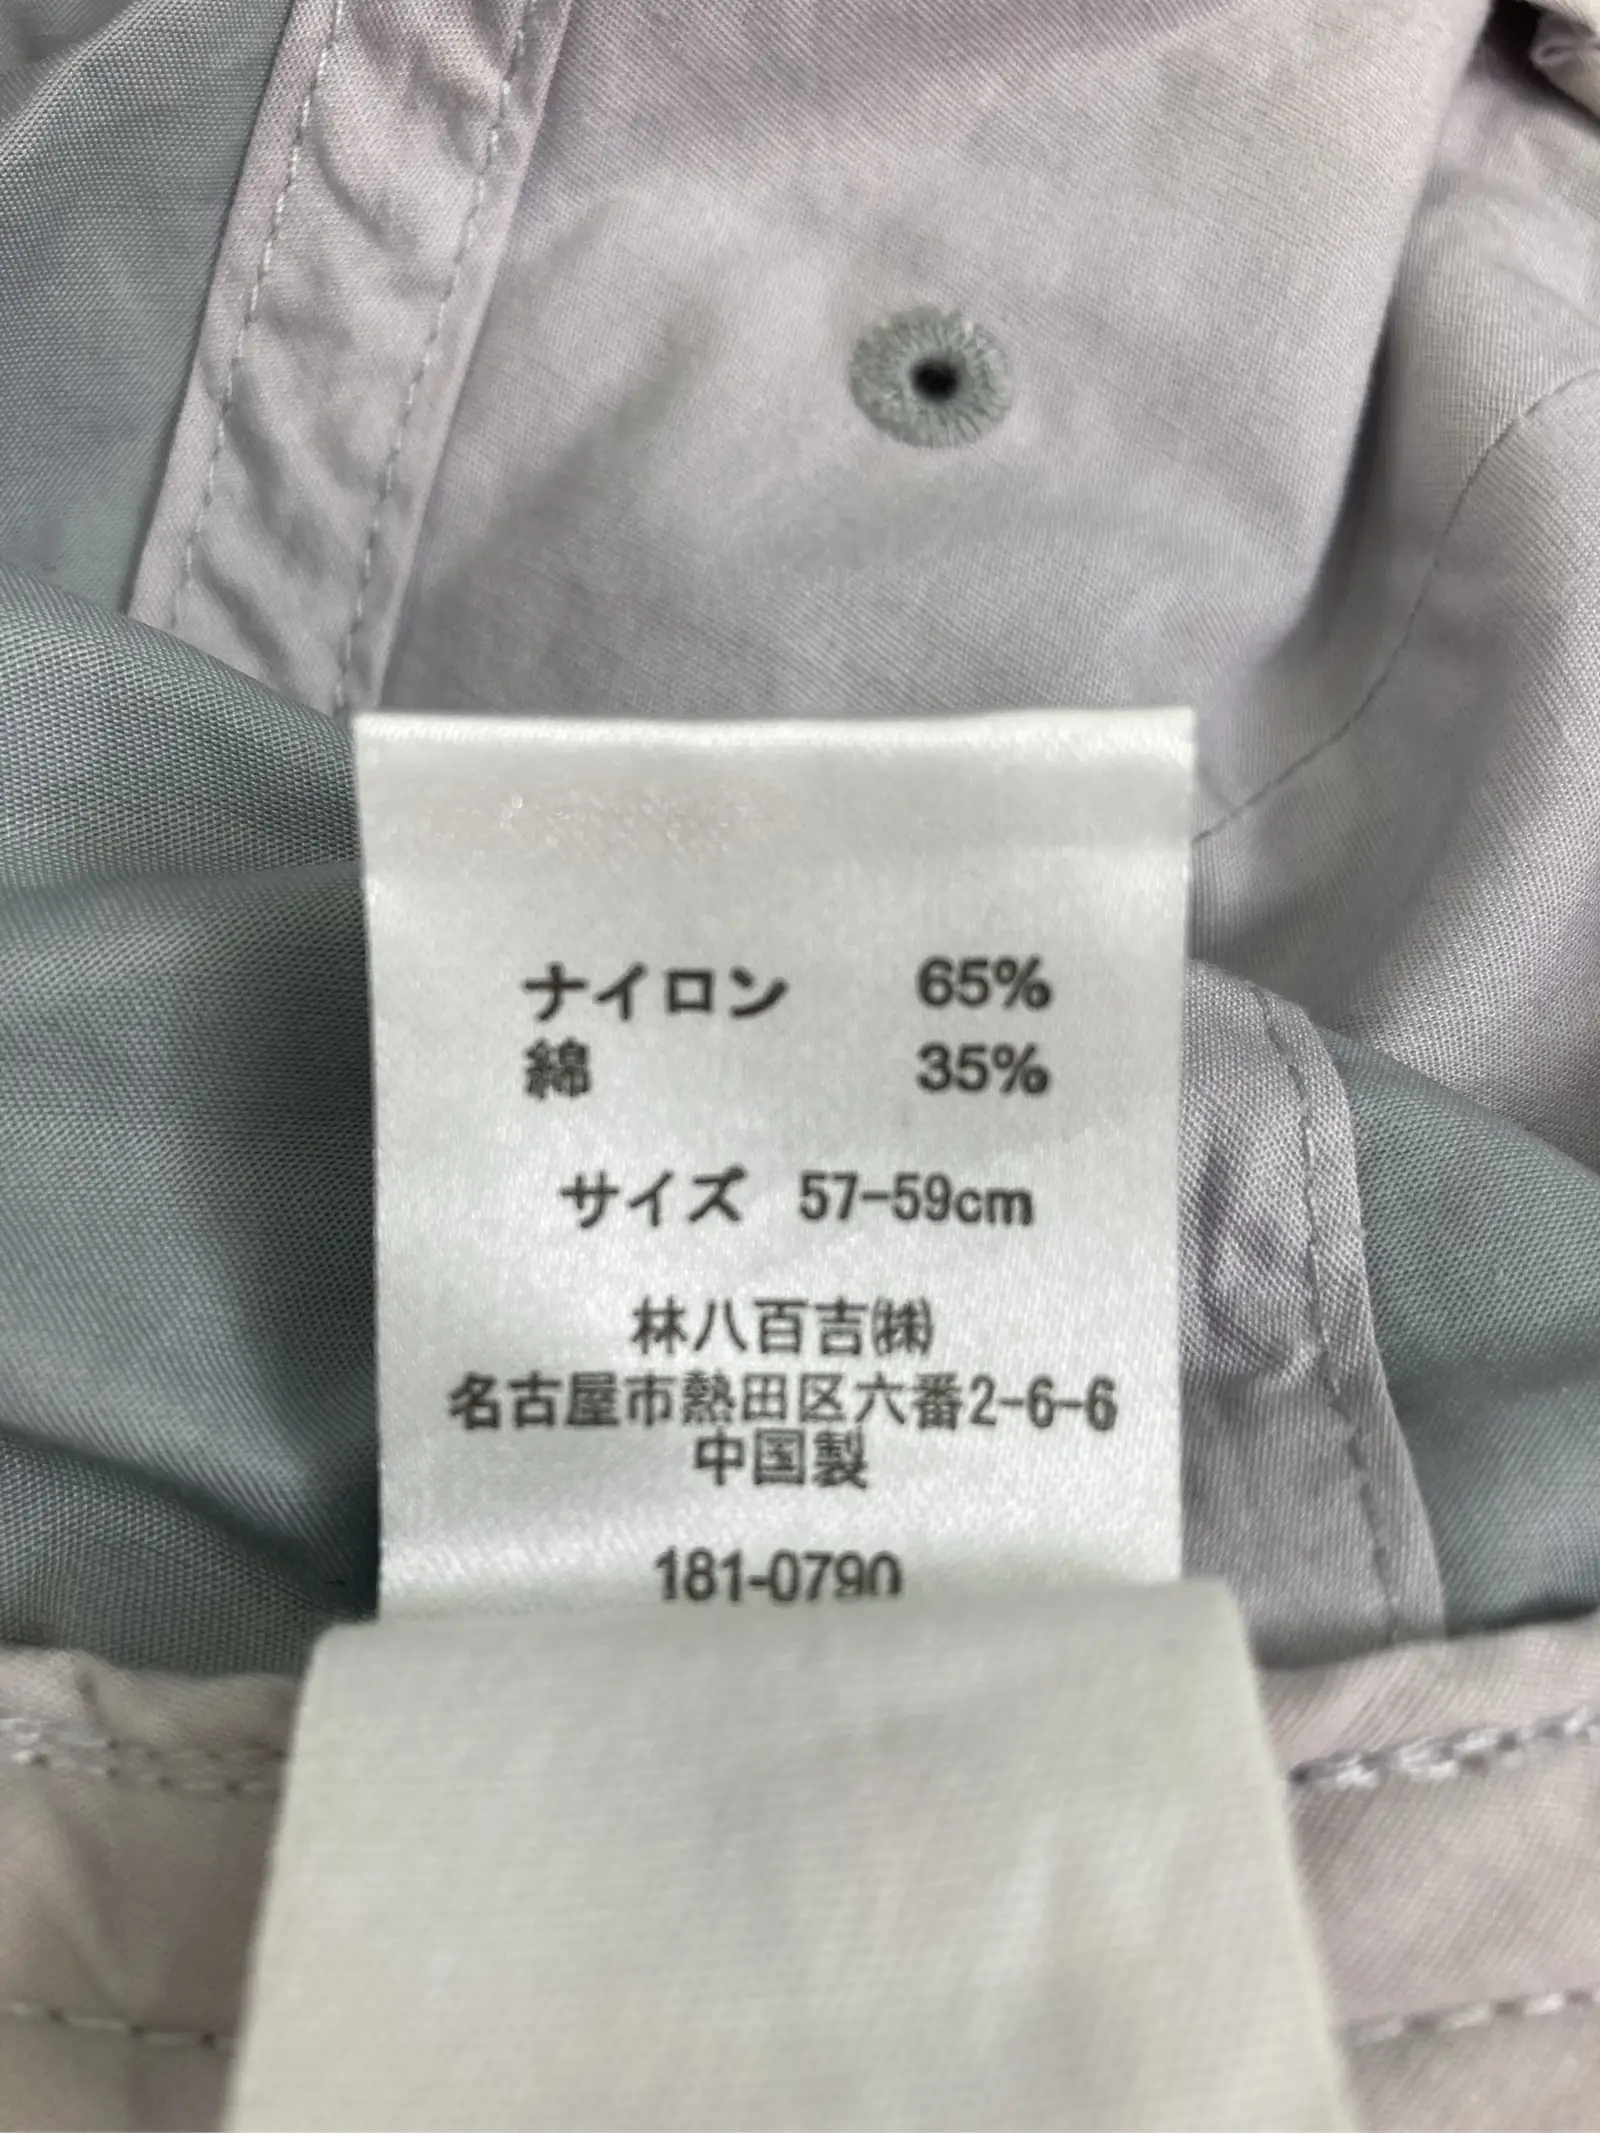 ナイロン 65%
綿 35%
サイズ 57-59cm
林八百吉㈱
名古屋市熱田区六番2-6-6
中国製
181-0790